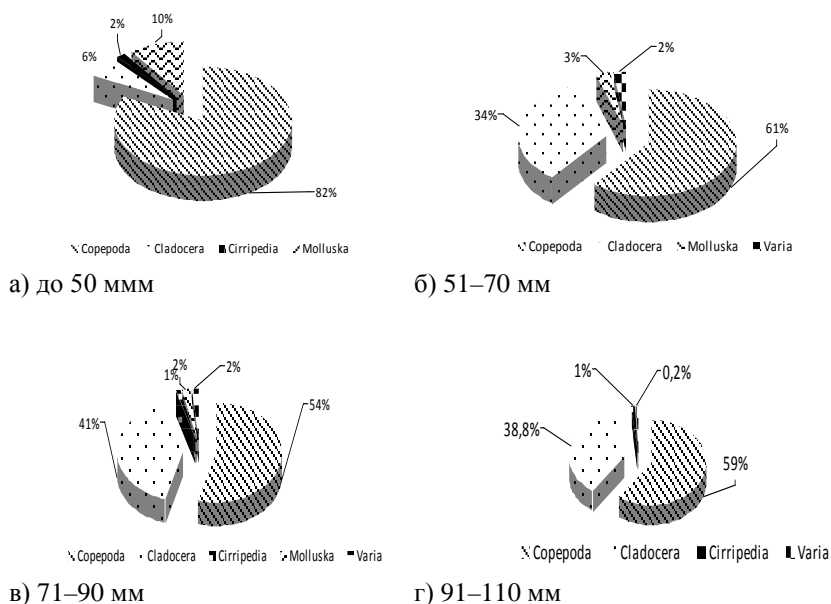 2% 10%
6%
82%
Copepoda Cladocera Cirripedia Molluska
а) до 50 ммм
3% 2%
34%
61%
Copepoda Cladocera Molluska Varia
б) 51–70 мм
1% 2% 2%
41% 54%
Copepoda Cladocera Cirripedia Molluska Varia
в) 71–90 мм
1% 0,2%
38,8%
59%
Copepoda Cladocera Cirripedia Varia
г) 91–110 мм